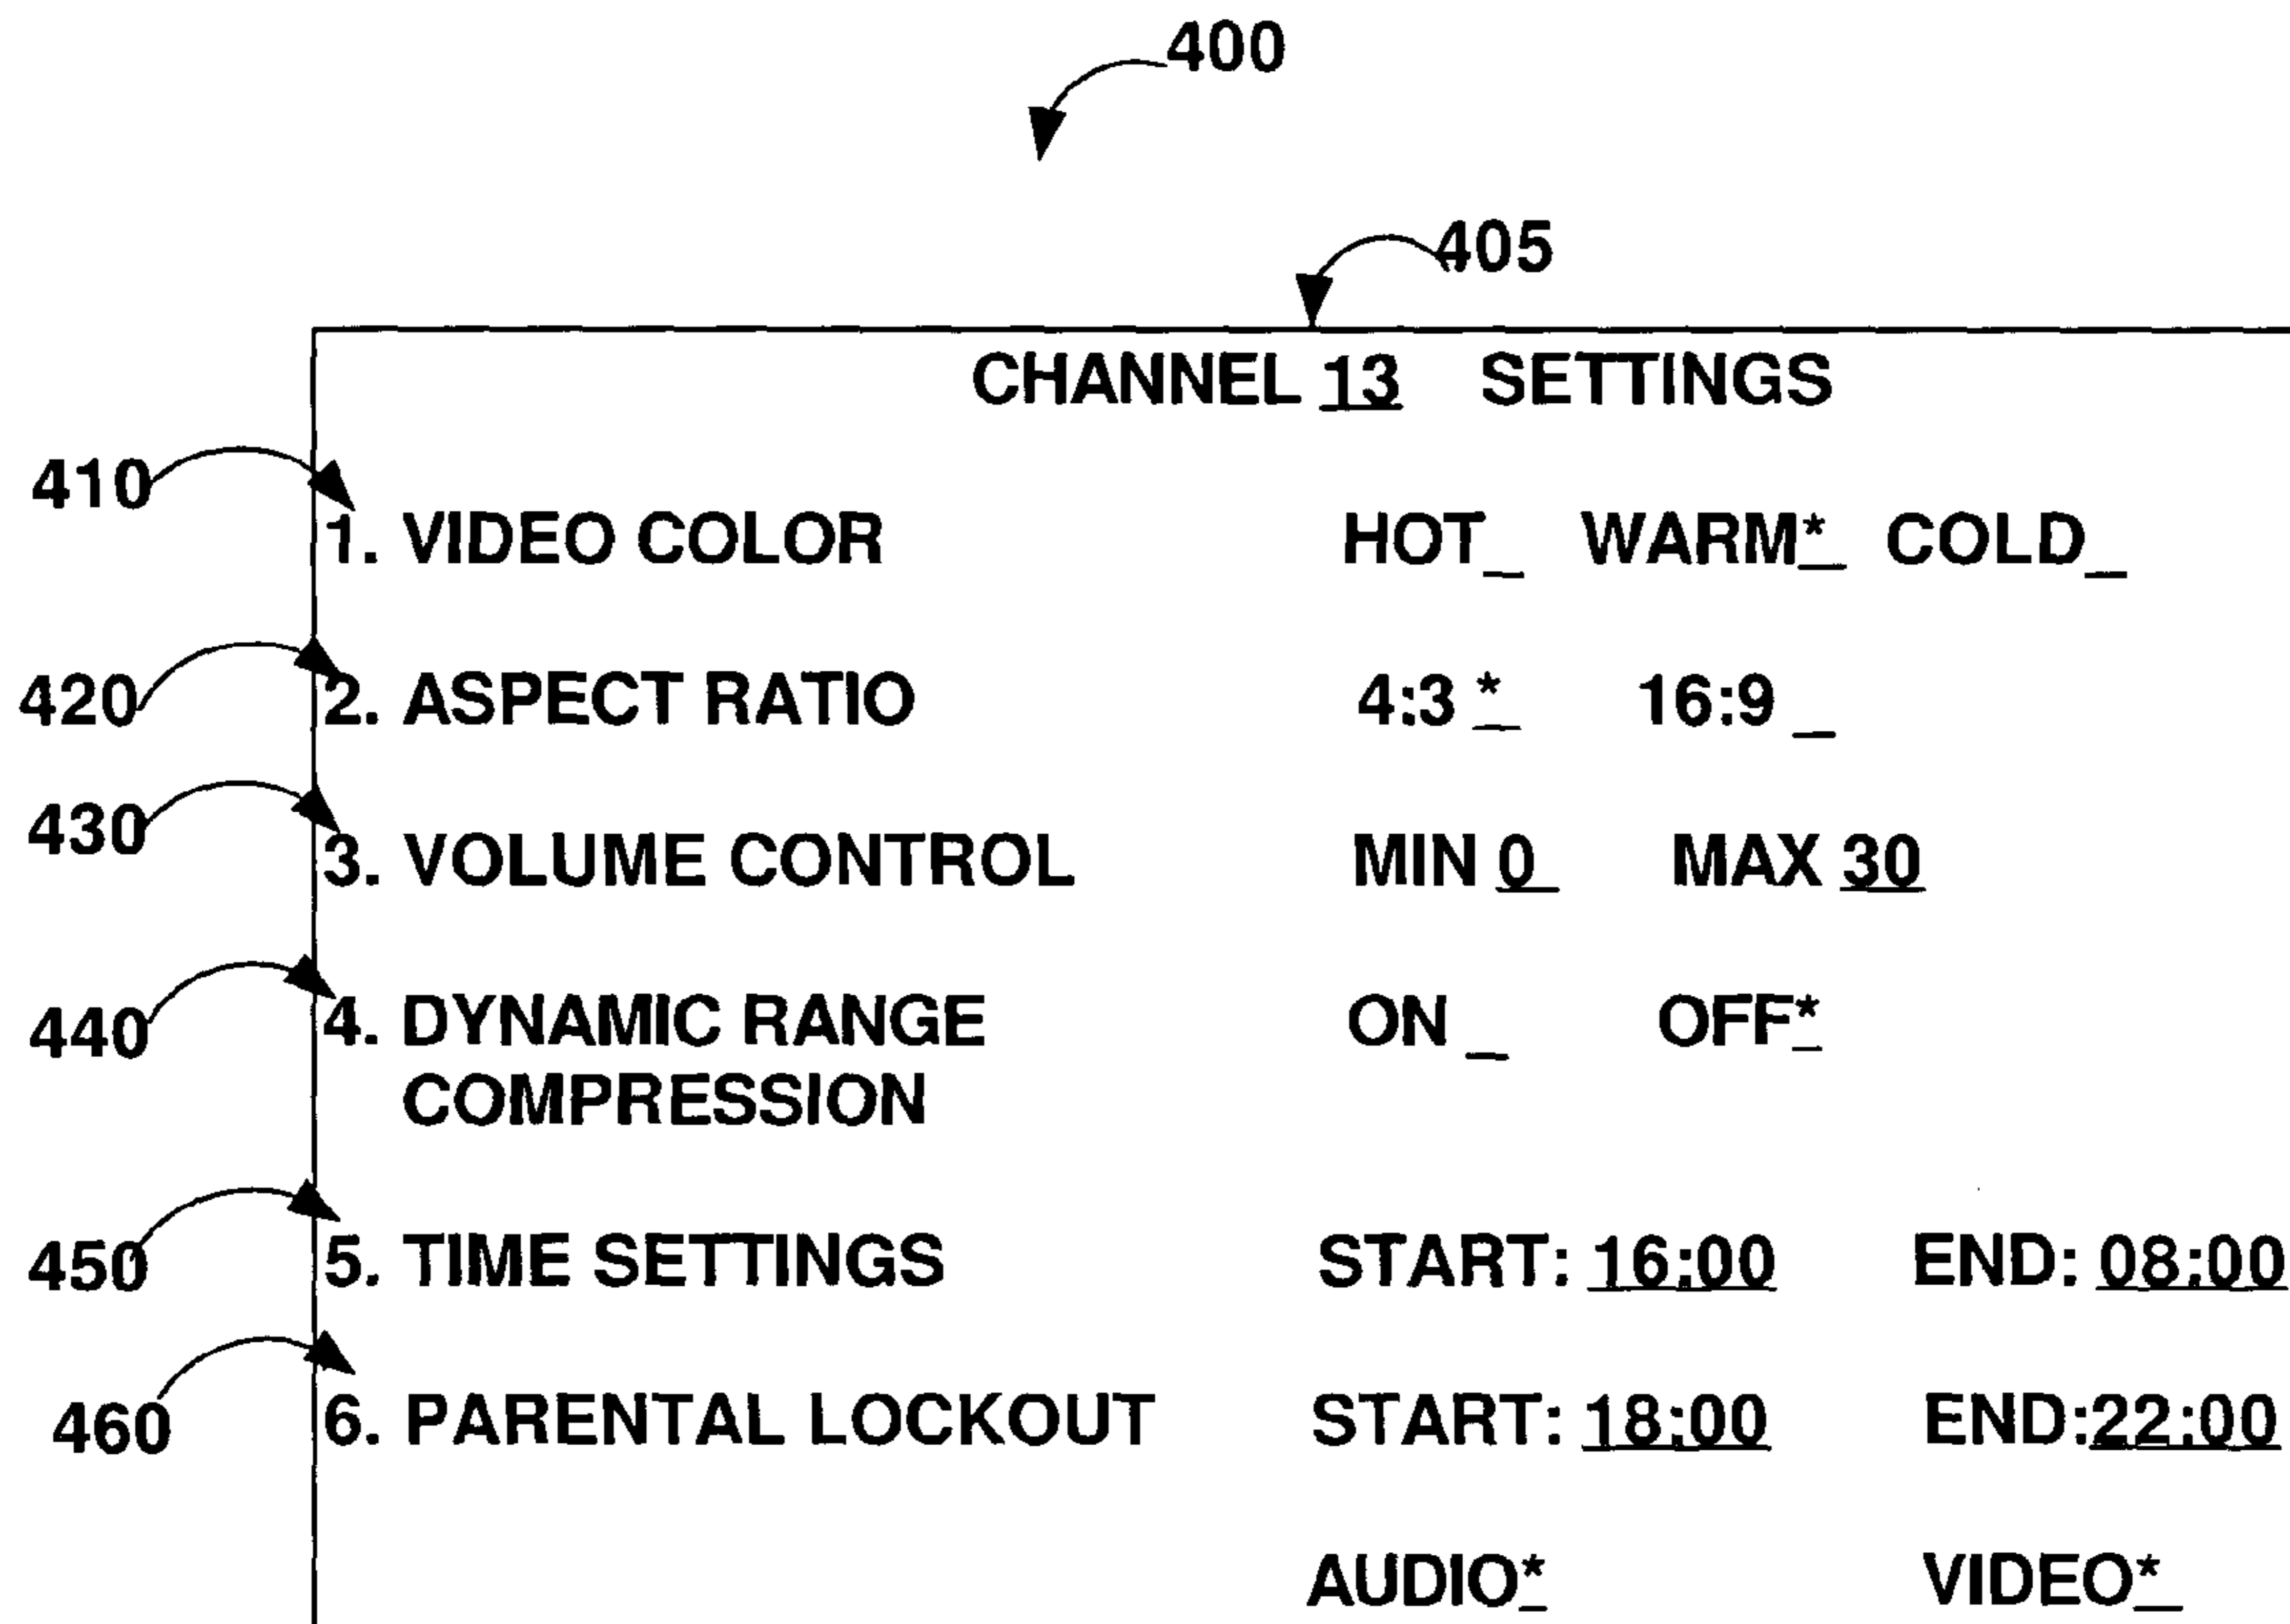 400
405
CHANNEL 13 SETTINGS
410
1. VIDEO COLOR HOT_ WARM* COLD_
420
2. ASPECT RATIO 4:3 * 16:9 _
430
3. VOLUME CONTROL MIN 0 MAX 30
440
4. DYNAMIC RANGE ON _ OFF*
COMPRESSION
450
5. TIME SETTINGS START: 16:00 END: 08:00
460
6. PARENTAL LOCKOUT START: 18:00 END:22:00
AUDIO* VIDEO*